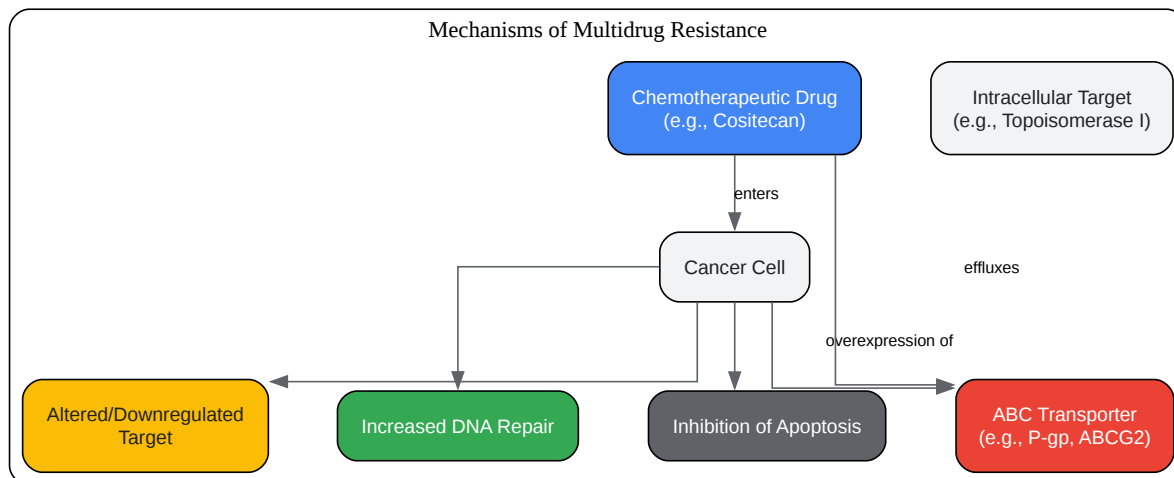 Mechanisms of Multidrug Resistance
Chemotherapeutic Drug
(e.g., Cositecan)
Intracellular Target
(e.g., Topoisomerase I)
enters
Cancer Cell
effluxes
overexpression of
Altered/Downregulated
Target
Increased DNA Repair
Inhibition of Apoptosis
ABC Transporter
(e.g., P-gp, ABCG2)